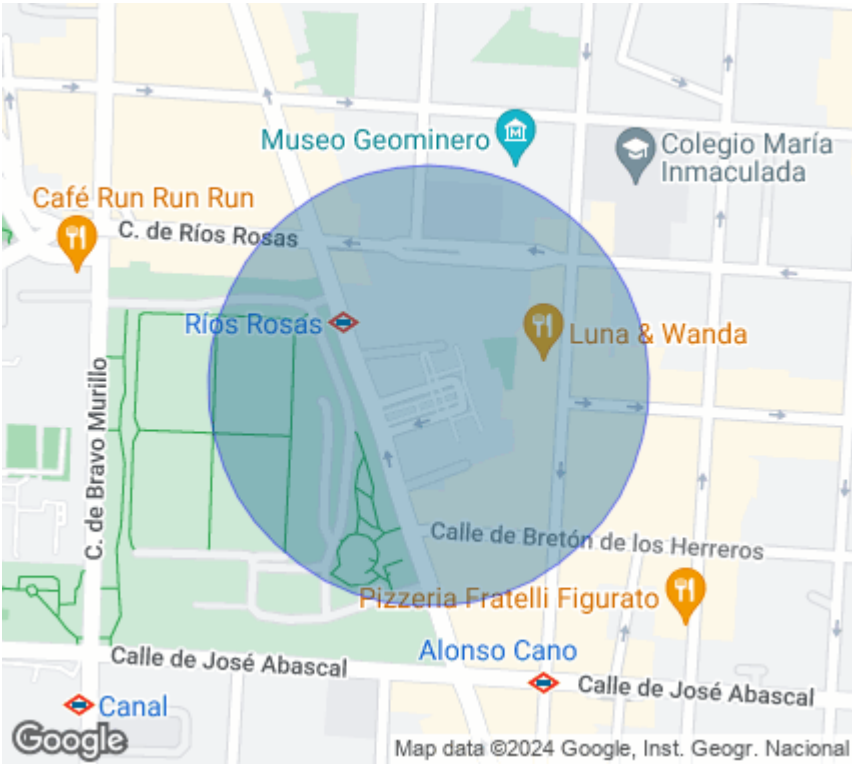 Museo Geominero
Colegio María
Inmaculada
Café Run Run Run
C. de Ríos Rosas
Ríos Rosas
Luna & Wanda
C. de Bravo Murillo
Calle de Bretón de los Herreros
Pizzeria Fratelli Figurato
Alonso Cano
Calle de José Abascal
Calle de José Abascal
Canal
Google
Map data ©2024 Google, Inst. Geogr. Nacional